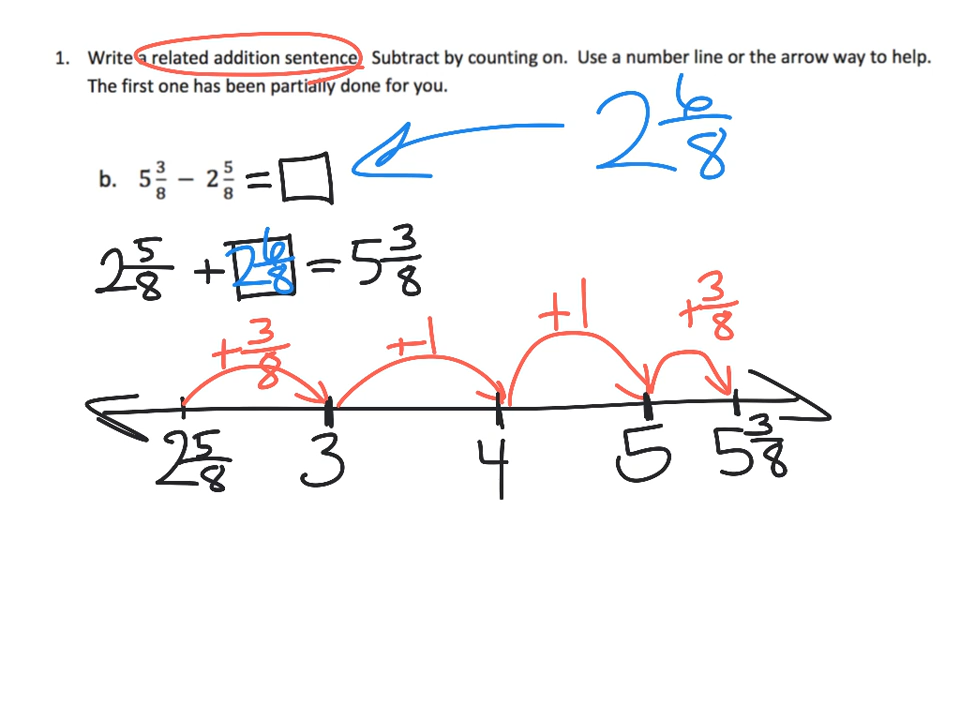 1. Write a related addition sentence. Subtract by counting on. Use a number line or the arrow way to help.
The first one has been partially done for you.
2 6/8
b. 5 3/8 − 2 5/8 = □
2 5/8 + 2 6/8 = 5 3/8
+3/8 +1 +1 +3/8
2 5/8 3 4 5 5 3/8